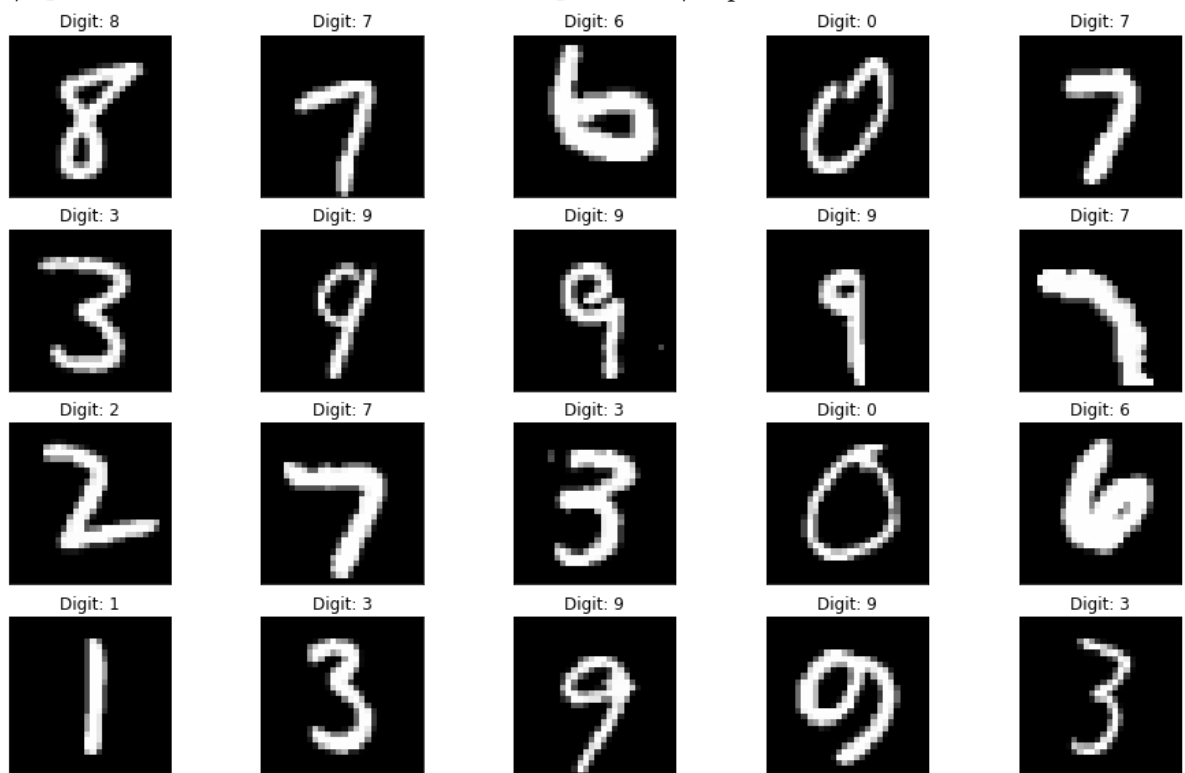 Digit: 8 Digit: 7 Digit: 6 Digit: 0 Digit: 7
8 7 6 0 7
Digit: 3 Digit: 9 Digit: 9 Digit: 9 Digit: 7
3 9 9 9 7
Digit: 2 Digit: 7 Digit: 3 Digit: 0 Digit: 6
2 7 3 0 6
Digit: 1 Digit: 3 Digit: 9 Digit: 9 Digit: 3
1 3 9 9 3